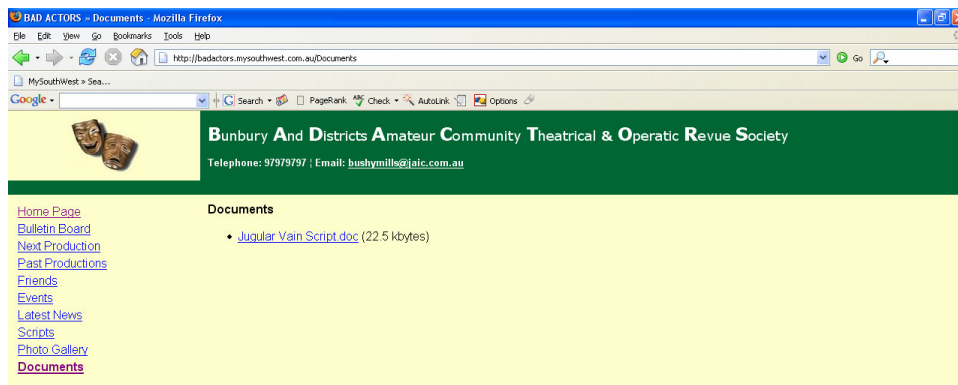 BAD ACTORS » Documents - Mozilla Firefox
File Edit View Go Bookmarks Tools Help
http://badactors.mysouthwest.com.au/Documents Go
MySouthWest » Sea...
Google Search PageRank ABC Check AutoLink Options
Bunbury And Districts Amateur Community Theatrical & Operatic Revue Society
Telephone: 97979797 ¦ Email: bushymills@jaic.com.au
Home Page
Bulletin Board
Next Production
Past Productions
Friends
Events
Latest News
Scripts
Photo Gallery
Documents
Documents
• Jugular Vain Script.doc (22.5 kbytes)